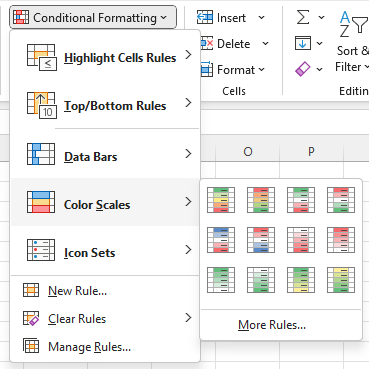 Conditional Formatting
Insert
Delete
Format
Cells
Sort &
Filter
Highlight Cells Rules
Top/Bottom Rules
10
Data Bars
Color Scales
Icon Sets
New Rule...
Clear Rules
Manage Rules...
O
P
More Rules...